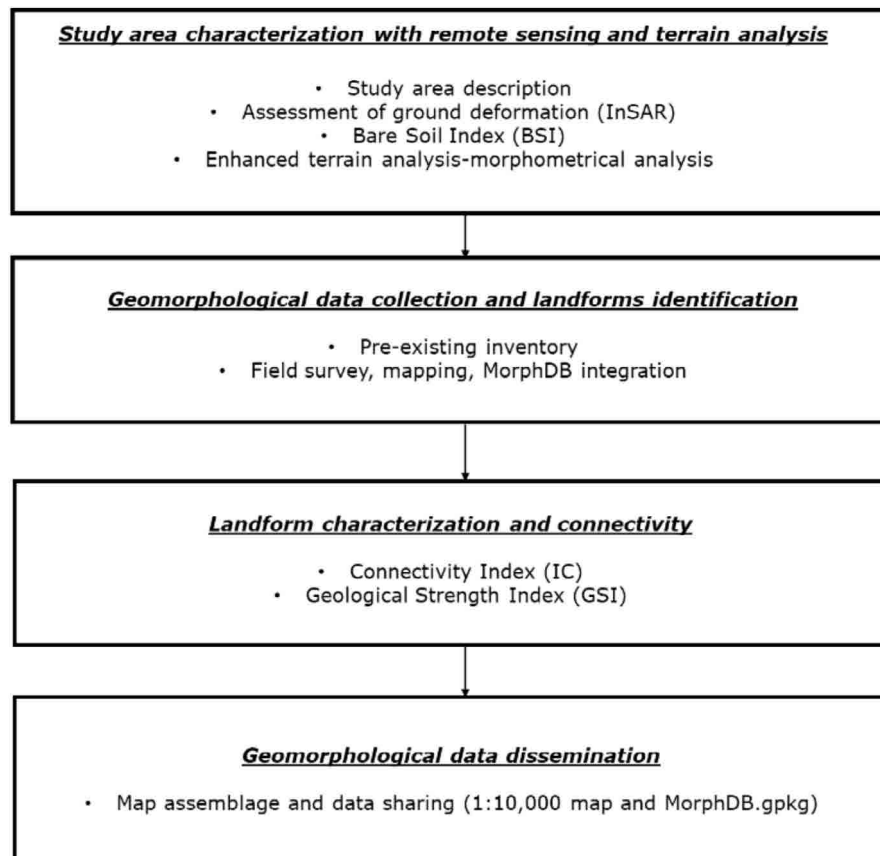 Study area characterization with remote sensing and terrain analysis
• Study area description
• Assessment of ground deformation (InSAR)
• Bare Soil Index (BSI)
• Enhanced terrain analysis-morphometrical analysis
Geomorphological data collection and landforms identification
• Pre-existing inventory
• Field survey, mapping, MorphDB integration
Landform characterization and connectivity
• Connectivity Index (IC)
• Geological Strength Index (GSI)
Geomorphological data dissemination
• Map assemblage and data sharing (1:10,000 map and MorphDB.gpkg)